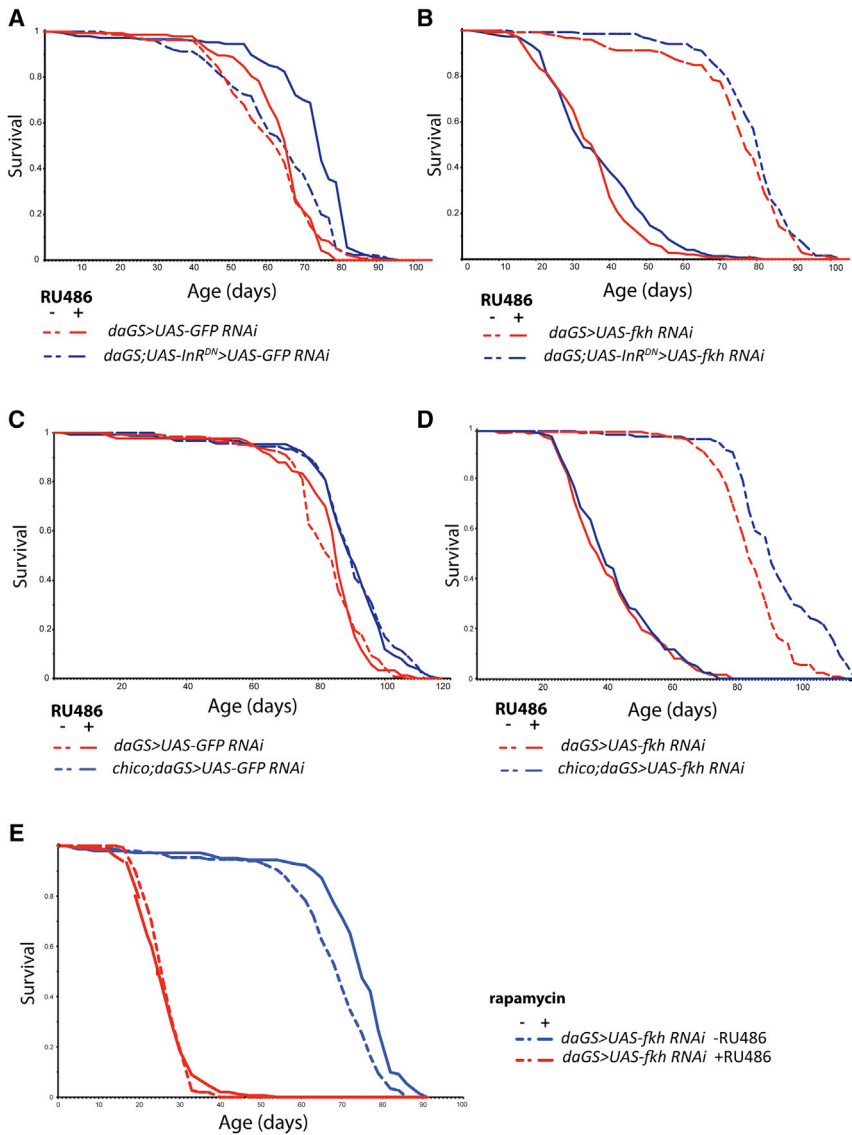 A
1
0.8
0.6
0.4
0.2
0
Survival
10 20 30 40 50 60 70 80 90 100
Age (days)
RU486
- +
daGS>UAS-GFP RNAi
daGS;UAS-InR^DN>UAS-GFP RNAi
B
1
0.8
0.6
0.4
0.2
0
Survival
0 10 20 30 40 50 60 70 80 90 100
Age (days)
RU486
- +
daGS>UAS-fkh RNAi
daGS;UAS-InR^DN>UAS-fkh RNAi
C
1
0.8
0.6
0.4
0.2
0
Survival
20 40 60 80 100 120
Age (days)
RU486
- +
daGS>UAS-GFP RNAi
chico;daGS>UAS-GFP RNAi
D
1
0.8
0.6
0.4
0.2
0
Survival
20 40 60 80 100
Age (days)
RU486
- +
daGS>UAS-fkh RNAi
chico;daGS>UAS-fkh RNAi
E
1
0.8
0.6
0.4
0.2
0
Survival
0 10 20 30 40 50 60 70 80 90 100
Age (days)
rapamycin
- +
daGS>UAS-fkh RNAi -RU486
daGS>UAS-fkh RNAi +RU486